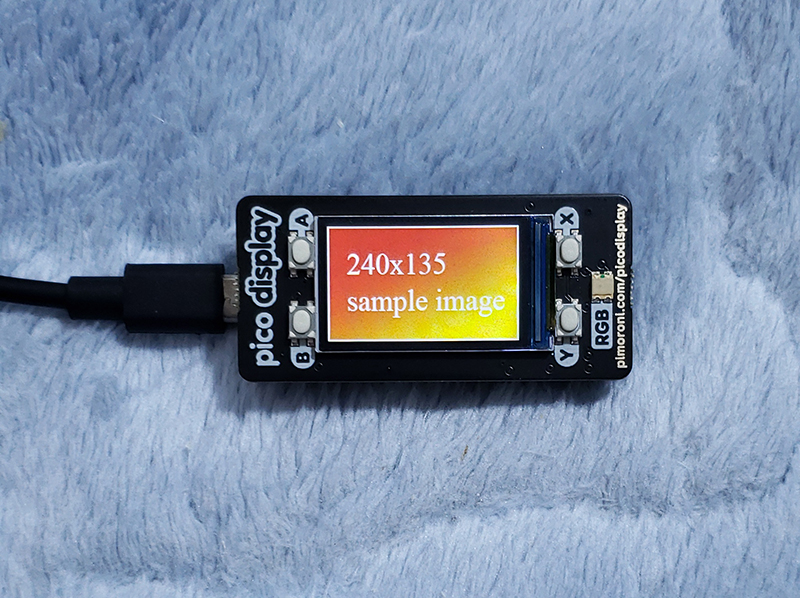 pico display
A
B
240x135
sample image
X
Y
RGB
pimoroni.com/picodisplay